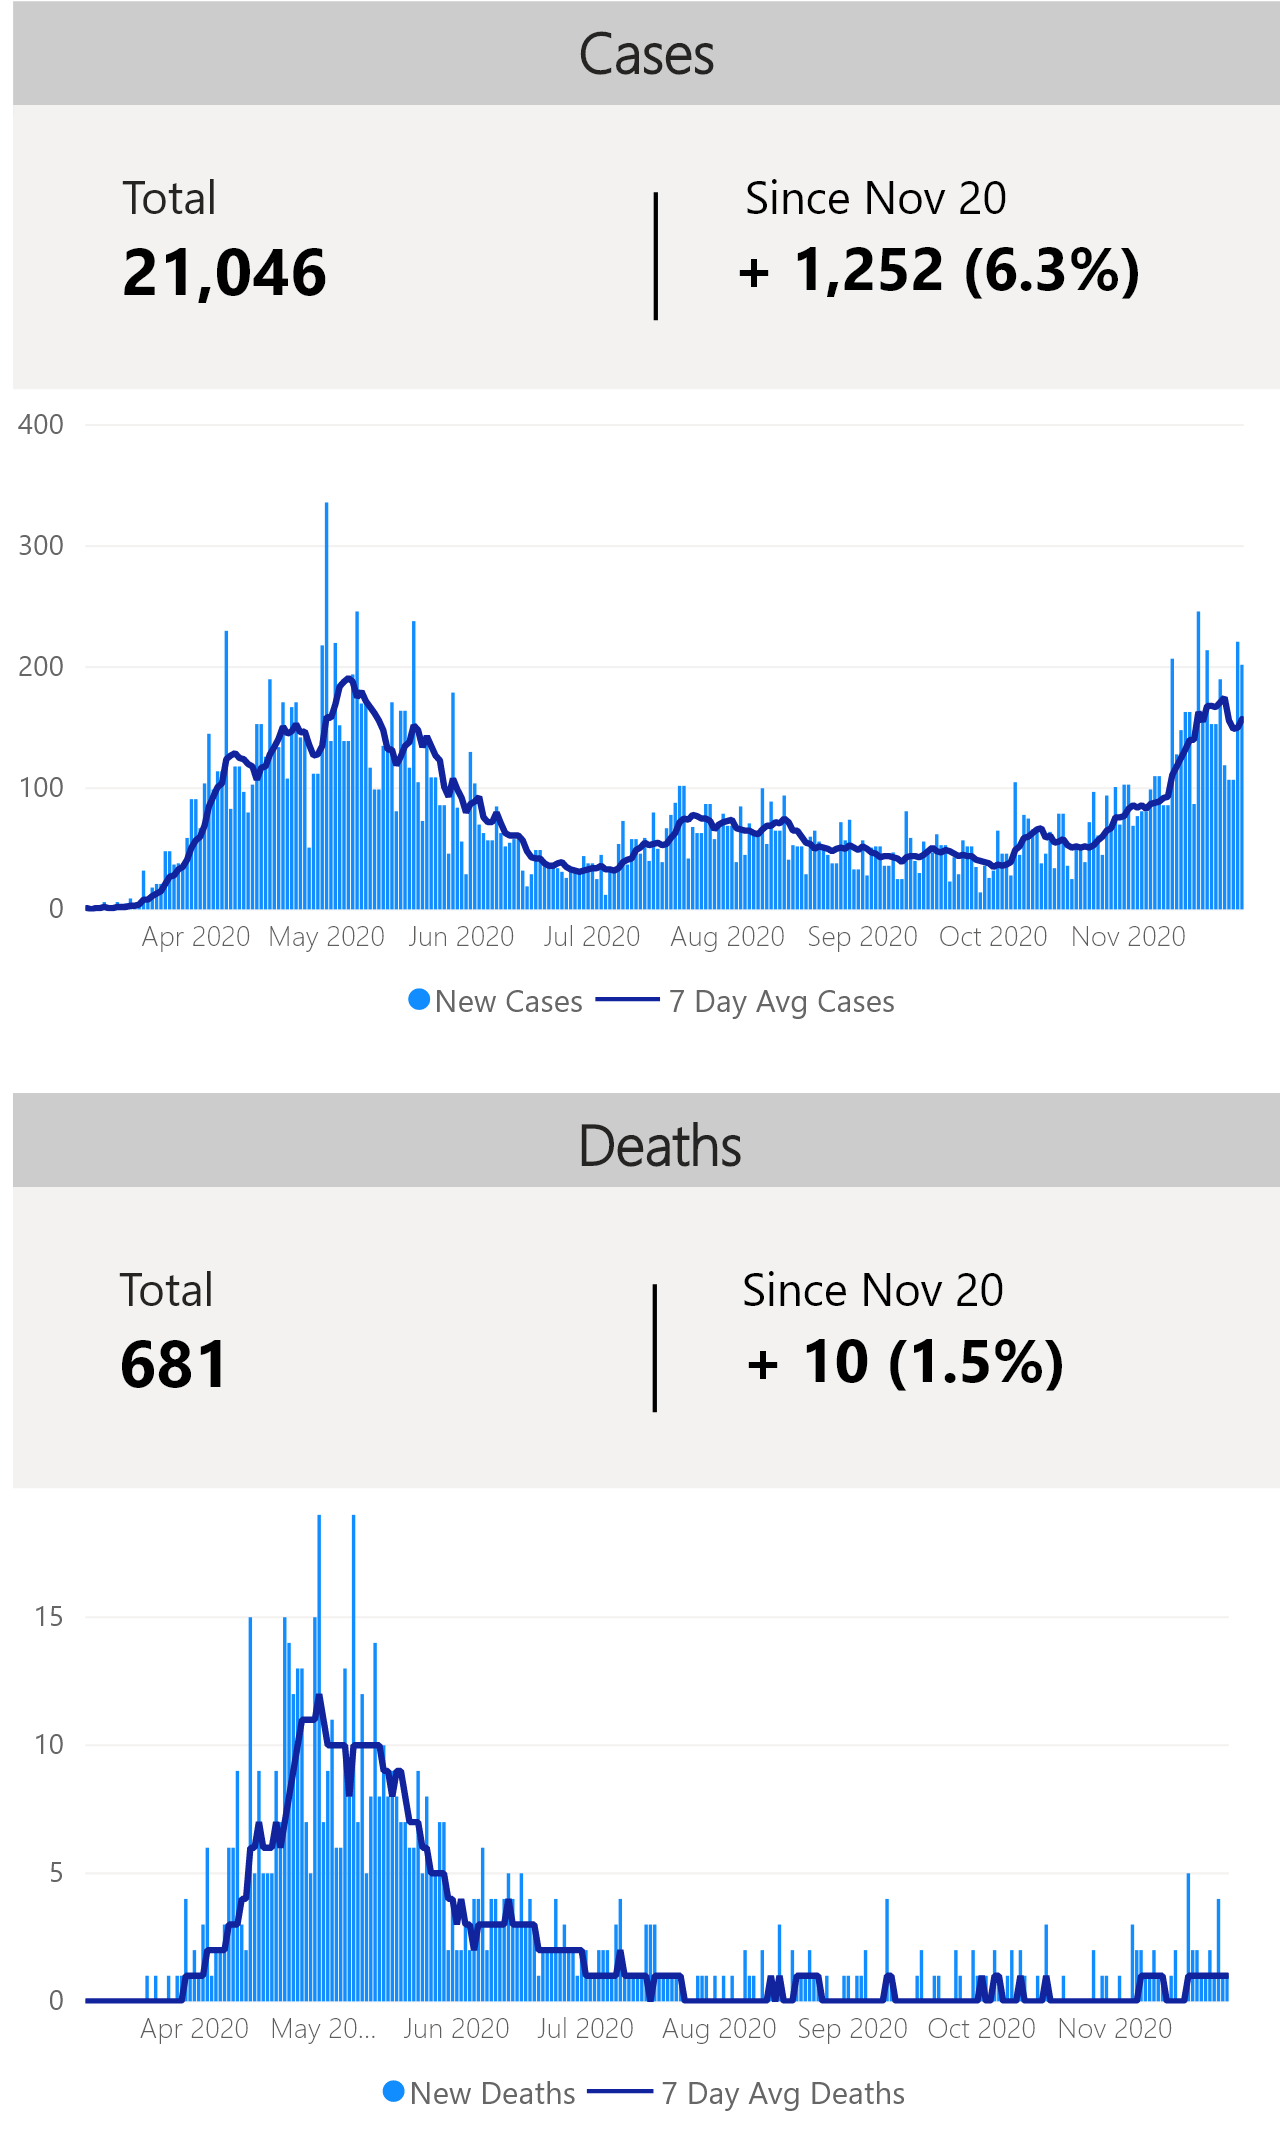 Cases
Total
Since Nov 20
21,046
+ 1,252 (6.3%)
400
300
200
100
0
Apr 2020 May 2020 Jun 2020 Jul 2020 Aug 2020 Sep 2020 Oct 2020 Nov 2020
New Cases 7 Day Avg Cases
Deaths
Total
Since Nov 20
681
+ 10 (1.5%)
15
10
5
0
Apr 2020 May 20... Jun 2020 Jul 2020 Aug 2020 Sep 2020 Oct 2020 Nov 2020
New Deaths 7 Day Avg Deaths